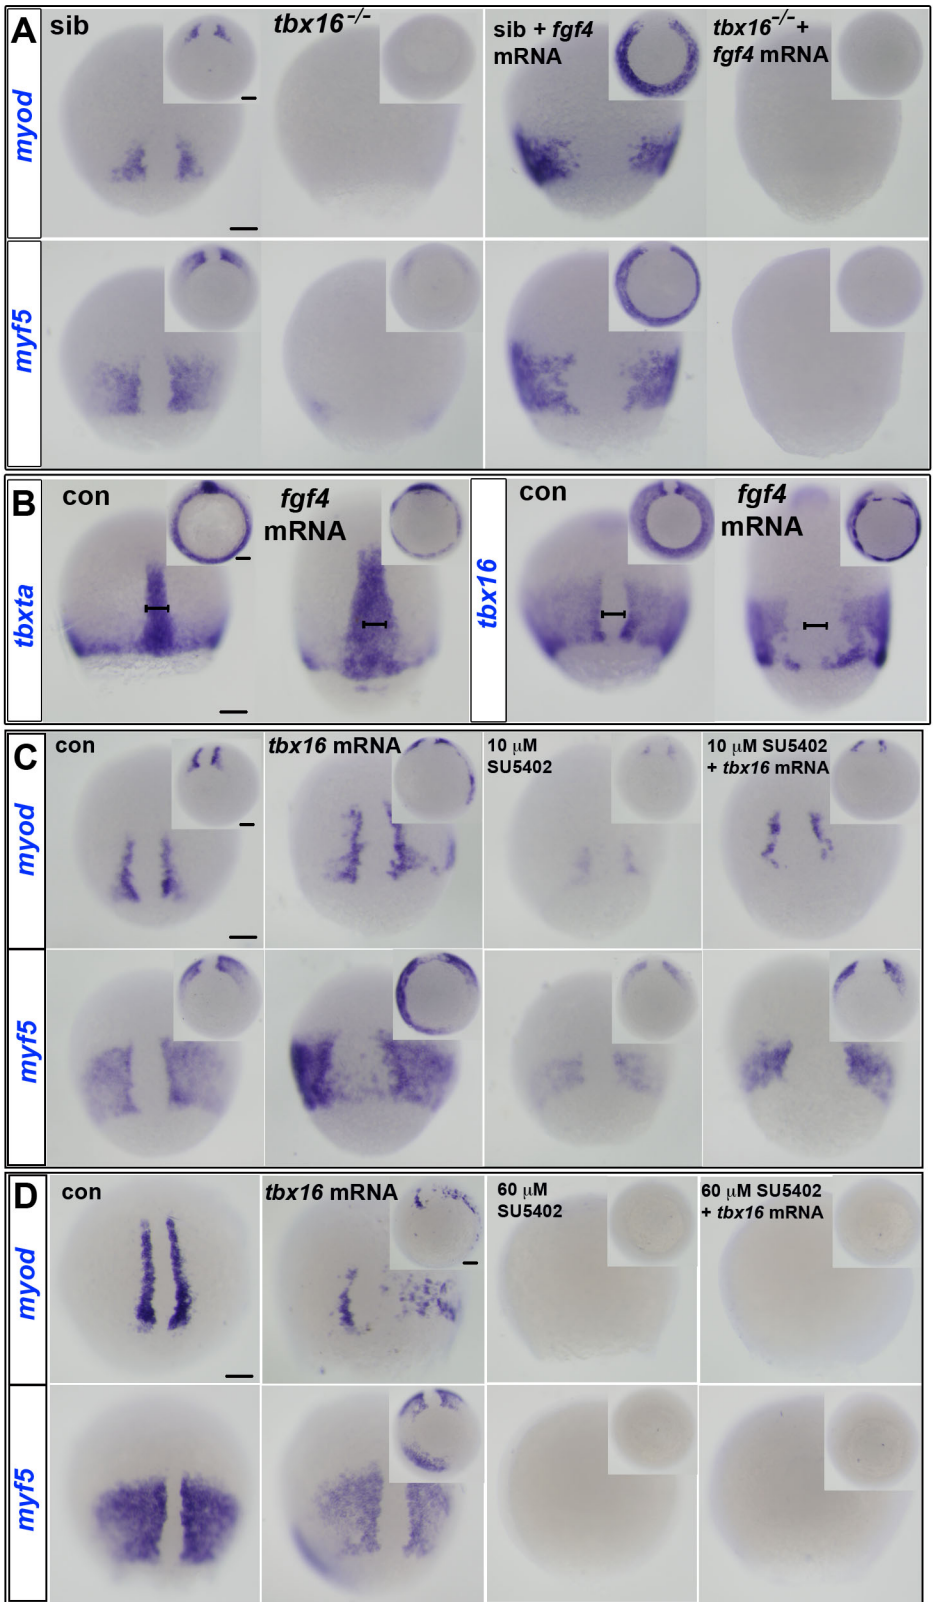 A
sib
tbx16-/-
sib + fgf4
mRNA
tbx16-/-+
fgf4 mRNA
myod
myf5
B
con
fgf4
mRNA
con
fgf4
mRNA
tbxta
tbx16
C
con
tbx16 mRNA
10 µM
SU5402
10 µM SU5402
+ tbx16 mRNA
myod
myf5
D
con
tbx16 mRNA
60 µM
SU5402
60 µM SU5402
+ tbx16 mRNA
myod
myf5